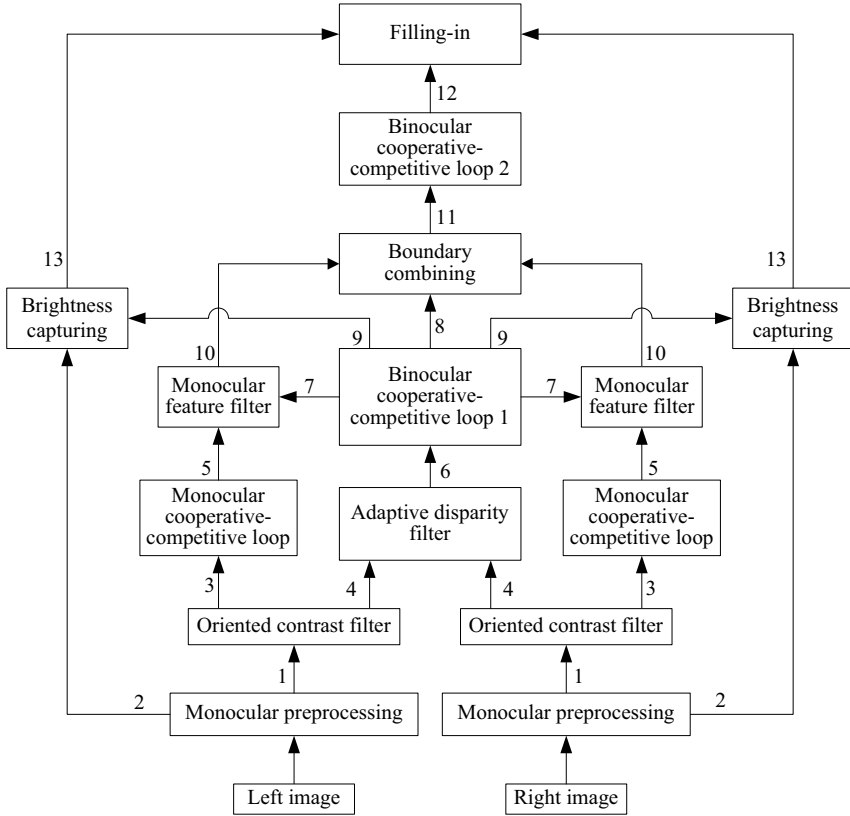 Filling-in
12
Binocular
cooperative-
competitive loop 2
11
13
Boundary
combining
13
Brightness
capturing
Brightness
capturing
10
9
8
9
10
Monocular
feature filter
7
Binocular
cooperative-
competitive loop 1
7
Monocular
feature filter
5
6
5
Monocular
cooperative-
competitive loop
Adaptive disparity
filter
Monocular
cooperative-
competitive loop
3
4
4
3
Oriented contrast filter
Oriented contrast filter
1
1
2
Monocular preprocessing
Monocular preprocessing
2
Left image
Right image